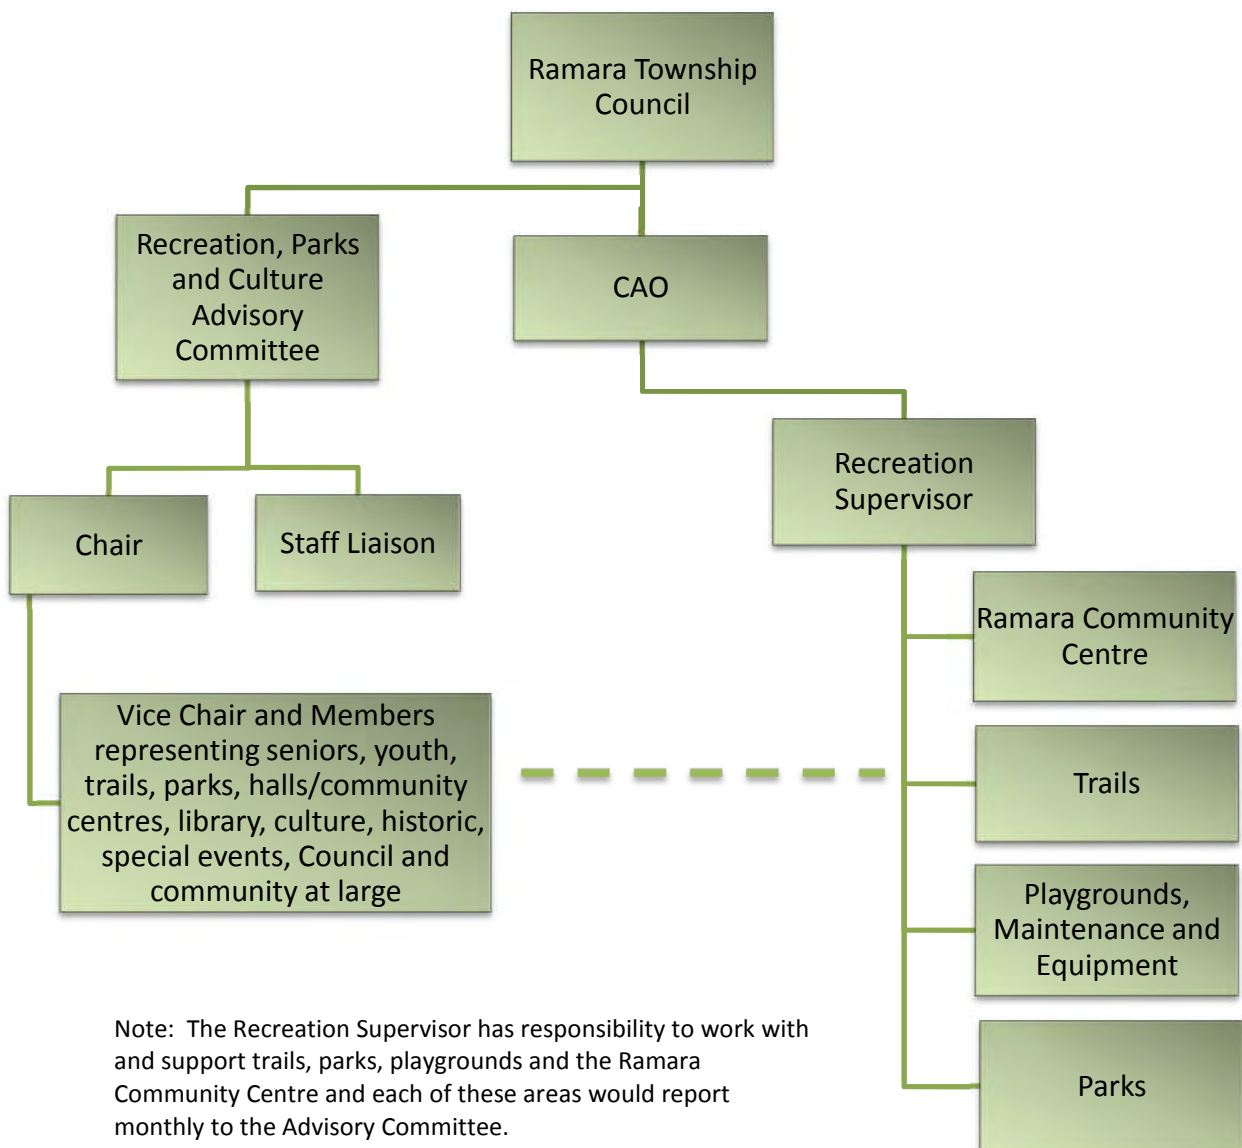 Ramara Township
Council
Recreation, Parks
and Culture
Advisory
Committee
CAO
Recreation
Supervisor
Chair
Staff Liaison
Ramara Community
Centre
Vice Chair and Members
representing seniors, youth,
trails, parks, halls/community
centres, library, culture, historic,
special events, Council and
community at large
Trails
Playgrounds,
Maintenance and
Equipment
Parks
Note:  The Recreation Supervisor has responsibility to work with
and support trails, parks, playgrounds and the Ramara
Community Centre and each of these areas would report
monthly to the Advisory Committee.